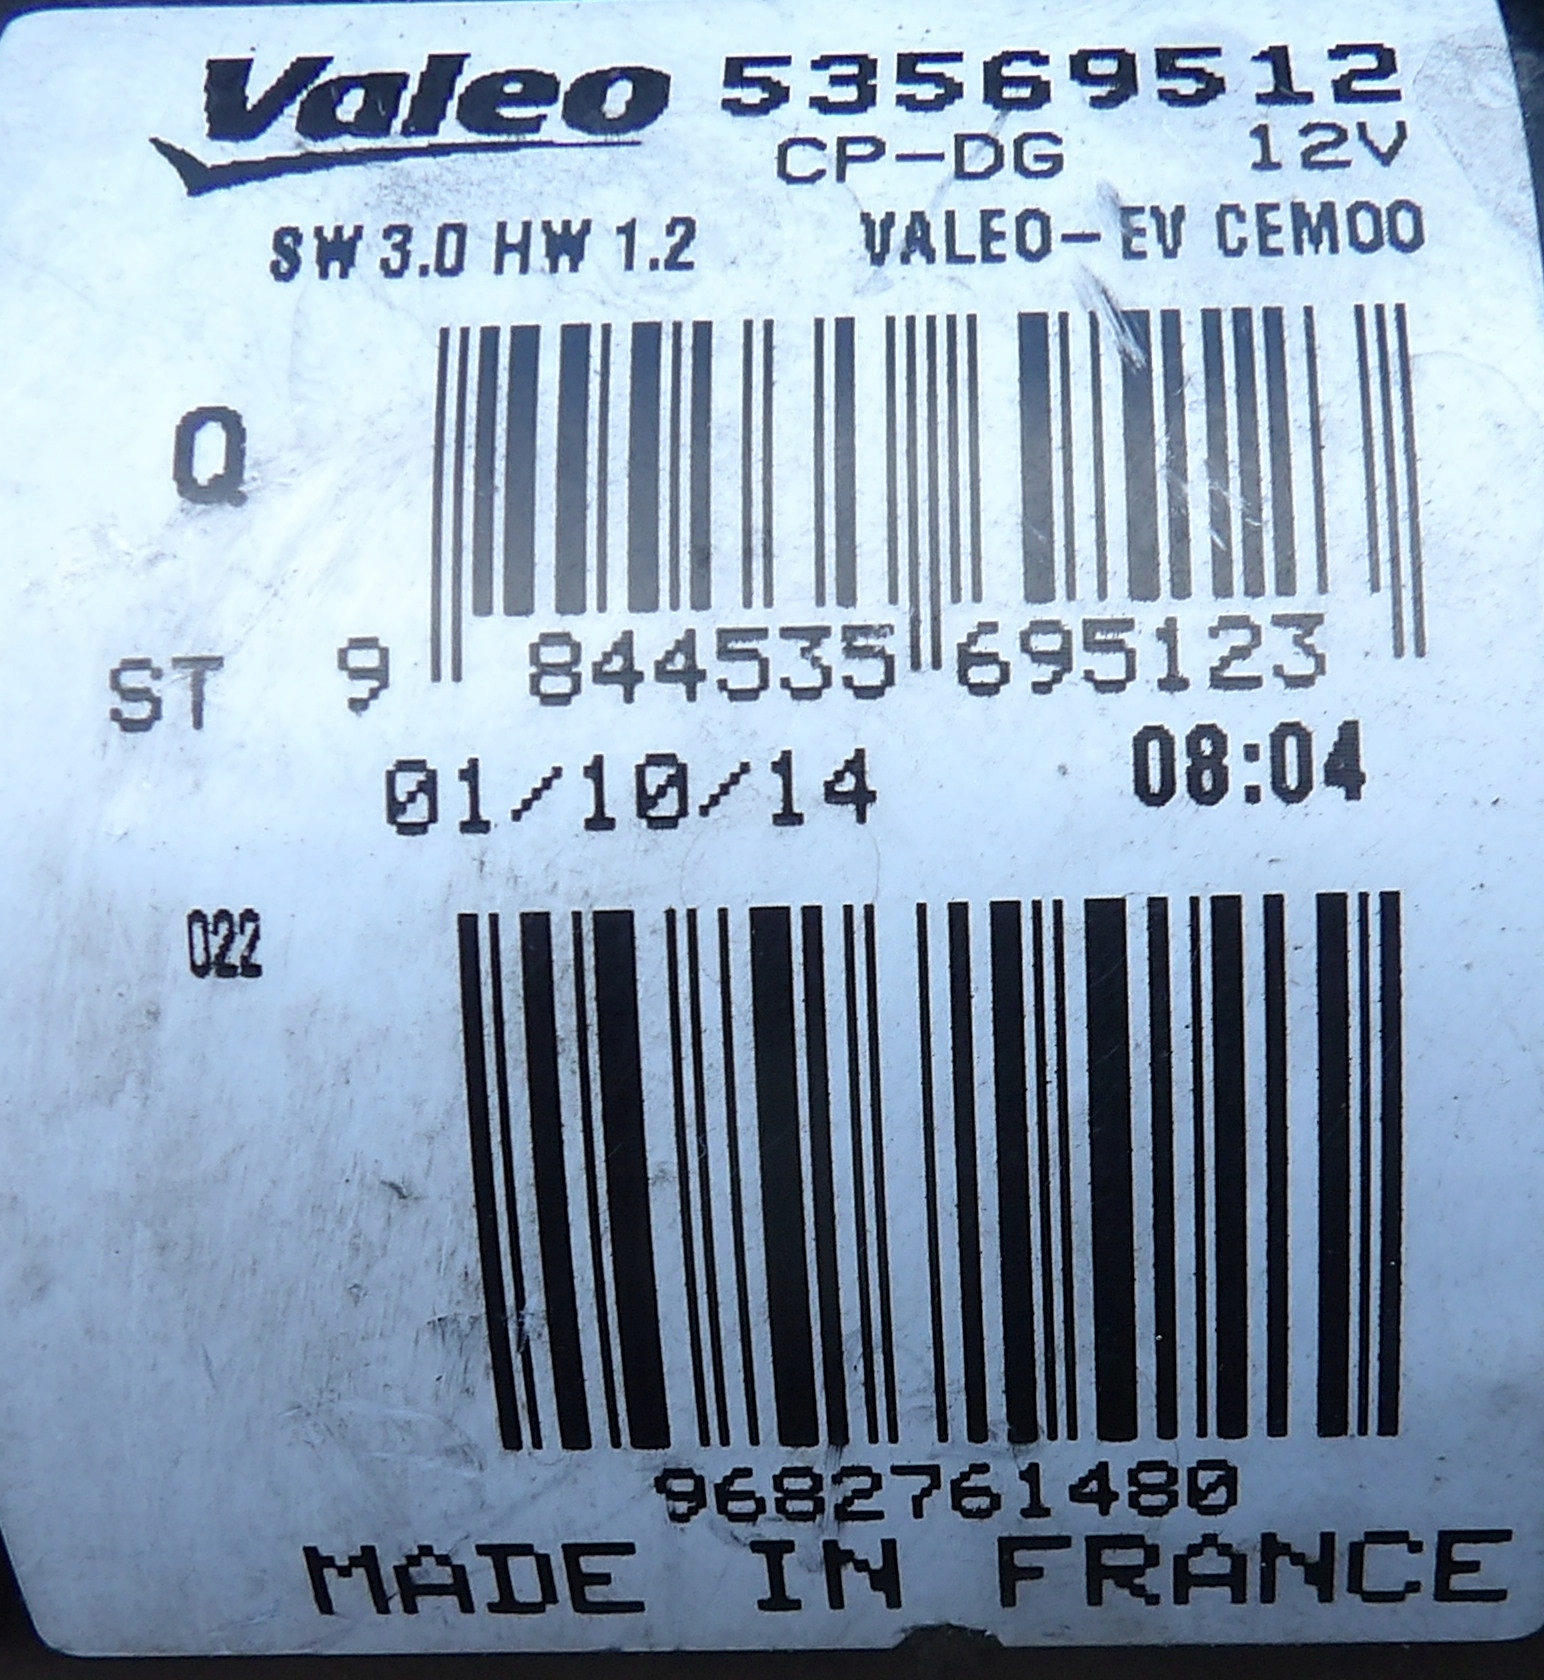 Valeo 53569512
CP-DG 12V
SW 3.0 HW 1.2 VALEO- EV CEM00
Q
ST 9 844535 695123
01/10/14 08:04
022
9682761480
MADE IN FRANCE